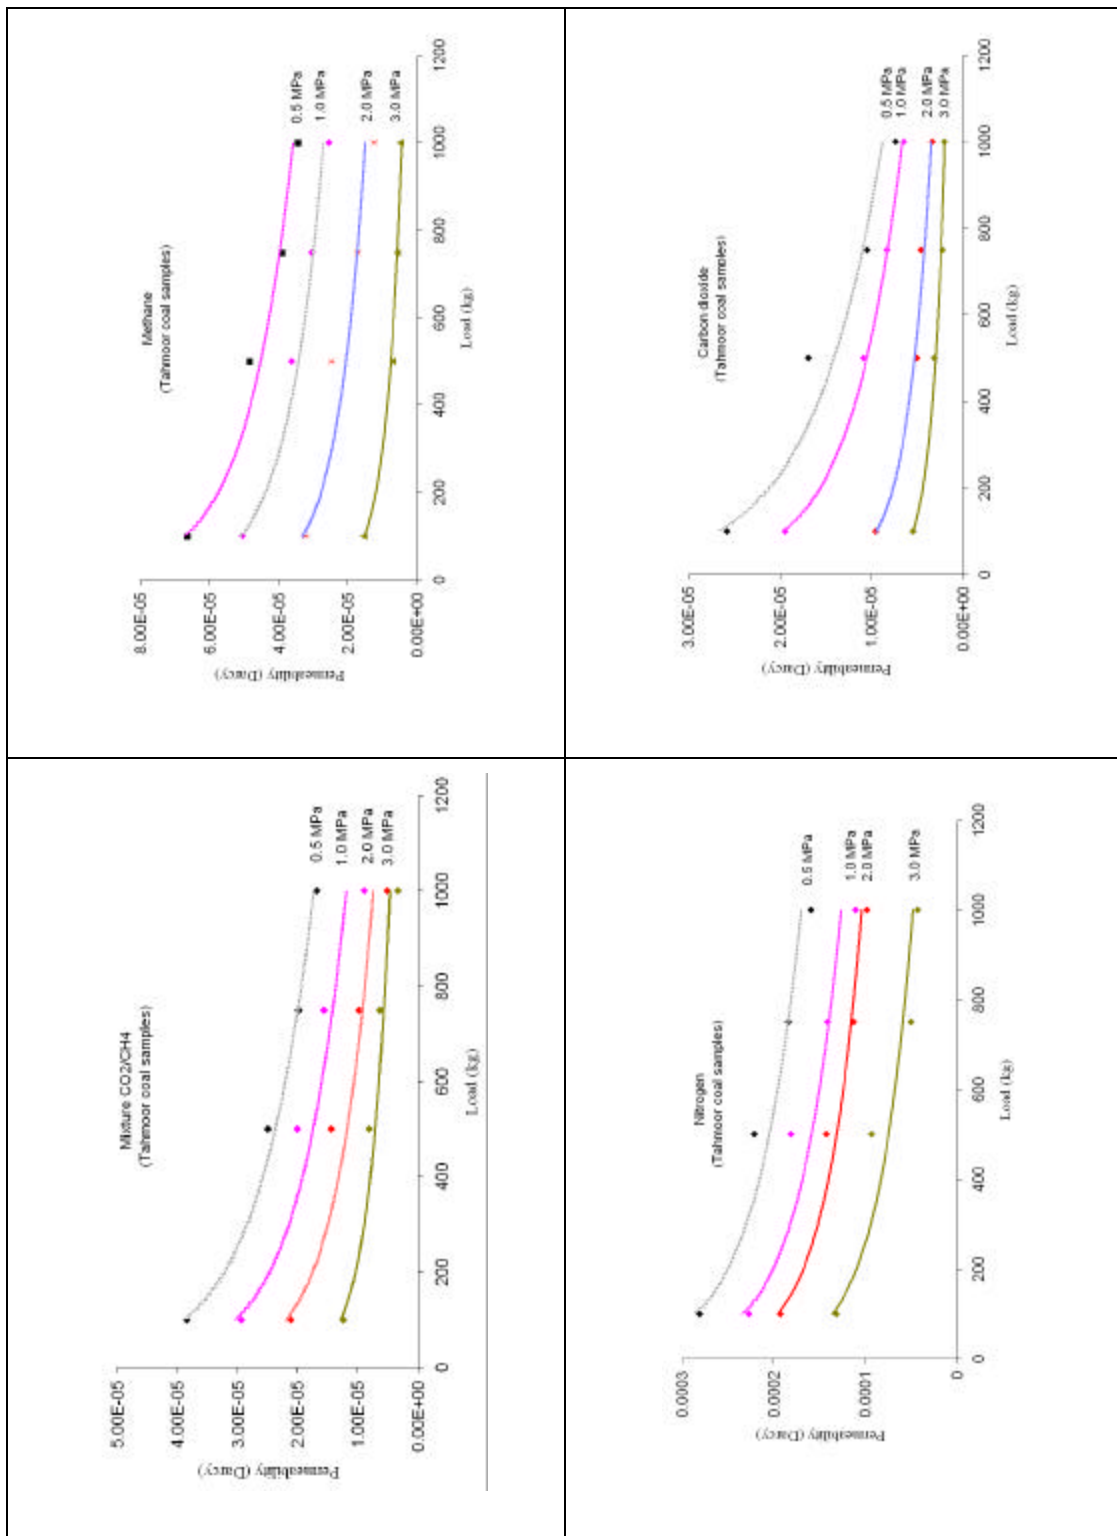 Methane
(Tahmoor coal samples)
8.00E-05
6.00E-05
4.00E-05
2.00E-05
0.00E+00
Permeability (Darcy)
0 200 400 600 800 1000 1200
Load (kg)
0.5 MPa
1.0 MPa
2.0 MPa
3.0 MPa
Carbon dioxide
(Tahmoor coal samples)
3.00E-05
2.00E-05
1.00E-05
0.00E+00
Permeability (Darcy)
0 200 400 600 800 1000 1200
Load (kg)
0.5 MPa
1.0 MPa
2.0 MPa
3.0 MPa
Mixture CO2/CH4
(Tahmoor coal samples)
5.00E-05
4.00E-05
3.00E-05
2.00E-05
1.00E-05
0.00E+00
Permeability (Darcy)
0 200 400 600 800 1000 1200
Load (kg)
0.5 MPa
1.0 MPa
2.0 MPa
3.0 MPa
Nitrogen
(Tahmoor coal samples)
0.0003
0.0002
0.0001
0
Permeability (Darcy)
0 200 400 600 800 1000 1200
Load (kg)
0.5 MPa
1.0 MPa
2.0 MPa
3.0 MPa